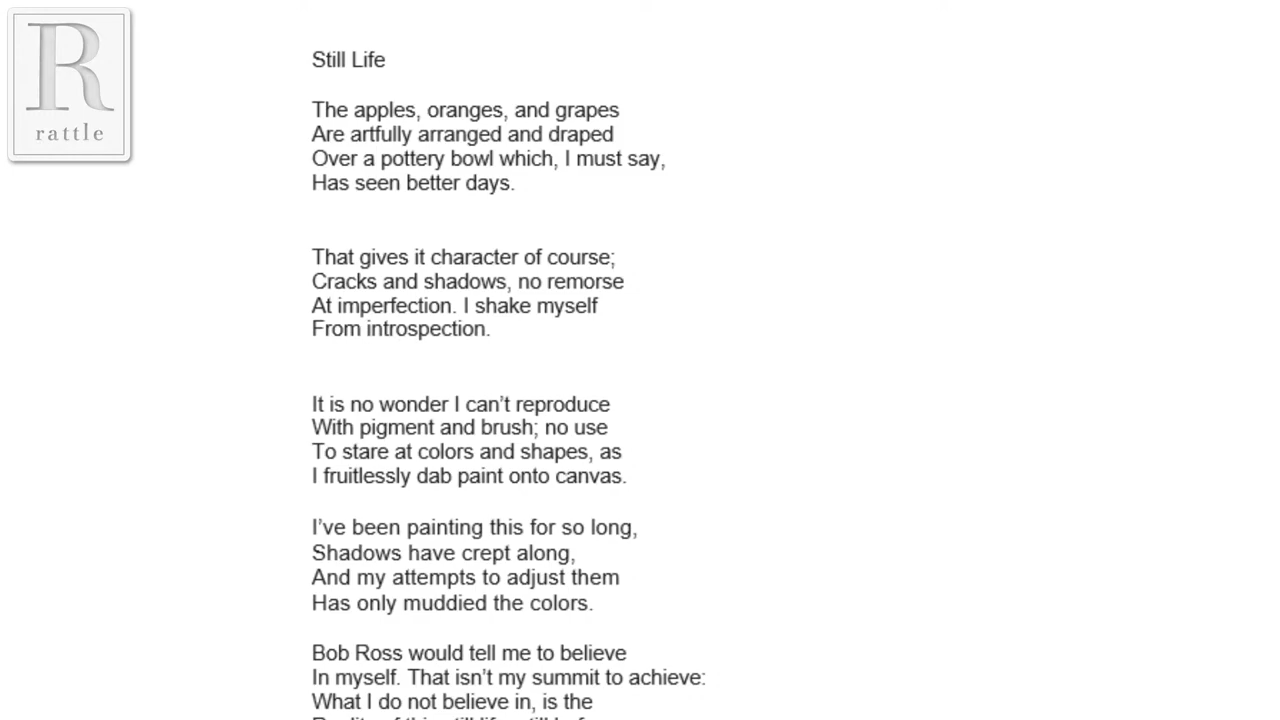 R
rattle
Still Life
The apples, oranges, and grapes
Are artfully arranged and draped
Over a pottery bowl which, I must say,
Has seen better days.
That gives it character of course;
Cracks and shadows, no remorse
At imperfection. I shake myself
From introspection.
It is no wonder I can’t reproduce
With pigment and brush; no use
To stare at colors and shapes, as
I fruitlessly dab paint onto canvas.
I’ve been painting this for so long,
Shadows have crept along,
And my attempts to adjust them
Has only muddied the colors.
Bob Ross would tell me to believe
In myself. That isn’t my summit to achieve:
What I do not believe in, is the